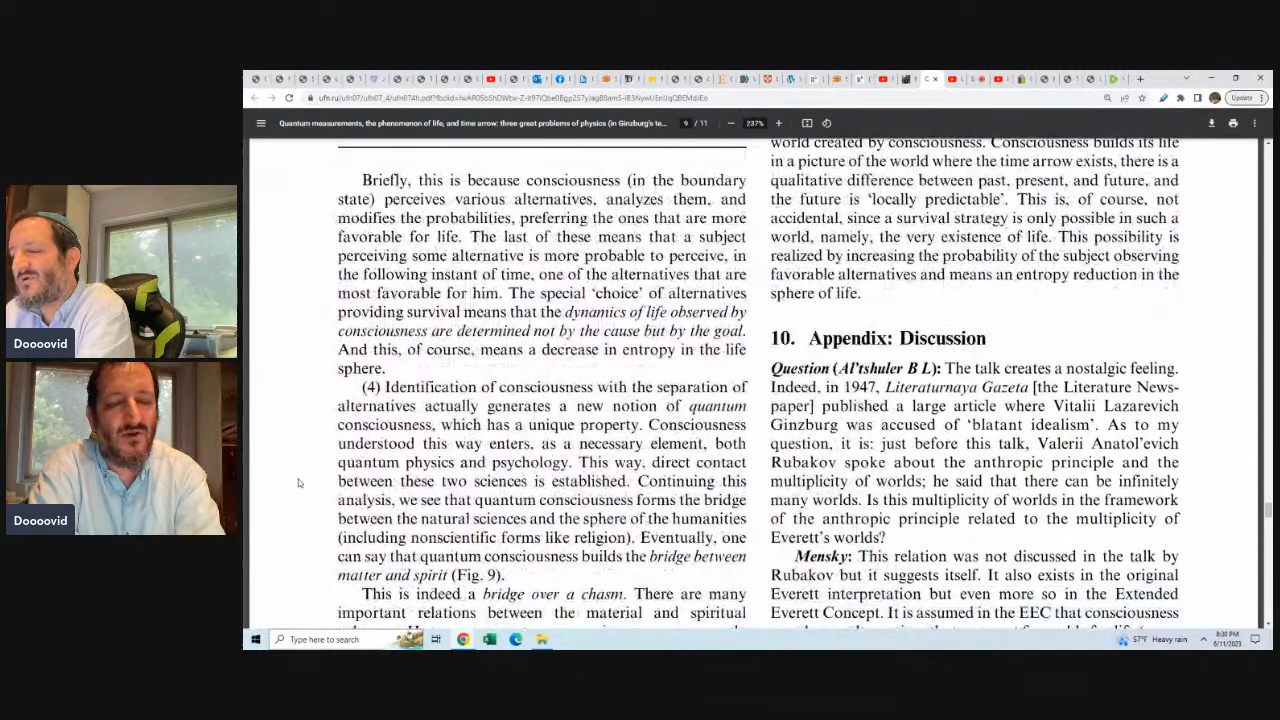 Update
ufn.ru/ufn07/ufn07_4/ufn074h.pdf?fbclid=
Quantum measurements, the phenomenon of life, and time arrow: three great problems of physics (in Ginzburg's te...
9 / 11
237%
Briefly, this is because consciousness (in the boundary
state) perceives various alternatives, analyzes them, and
modifies the probabilities, preferring the ones that are more
favorable for life. The last of these means that a subject
perceiving some alternative is more probable to perceive, in
the following instant of time, one of the alternatives that are
most favorable for him. The special ‘choice’ of alternatives
providing survival means that the dynamics of life observed by
consciousness are determined not by the cause but by the goal.
And this, of course, means a decrease in entropy in the life
sphere.
(4) Identification of consciousness with the separation of
alternatives actually generates a new notion of quantum
consciousness, which has a unique property. Consciousness
understood this way enters, as a necessary element, both
quantum physics and psychology. This way, direct contact
between these two sciences is established. Continuing this
analysis, we see that quantum consciousness forms the bridge
between the natural sciences and the sphere of the humanities
(including nonscientific forms like religion). Eventually, one
can say that quantum consciousness builds the bridge between
matter and spirit (Fig. 9).
This is indeed a bridge over a chasm. There are many
important relations between the material and spiritual
world created by consciousness. Consciousness builds its life
in a picture of the world where the time arrow exists, there is a
qualitative difference between past, present, and future, and
the future is ‘locally predictable’. This is, of course, not
accidental, since a survival strategy is only possible in such a
world, namely, the very existence of life. This possibility is
realized by increasing the probability of the subject observing
favorable alternatives and means an entropy reduction in the
sphere of life.
10. Appendix: Discussion
Question (Al’tshuler B L): The talk creates a nostalgic feeling.
Indeed, in 1947, Literaturnaya Gazeta [the Literature News-
paper] published a large article where Vitalii Lazarevich
Ginzburg was accused of ‘blatant idealism’. As to my
question, it is: just before this talk, Valerii Anatol’evich
Rubakov spoke about the anthropic principle and the
multiplicity of worlds; he said that there can be infinitely
many worlds. Is this multiplicity of worlds in the framework
of the anthropic principle related to the multiplicity of
Everett’s worlds?
Mensky: This relation was not discussed in the talk by
Rubakov but it suggests itself. It also exists in the original
Everett interpretation but even more so in the Extended
Everett Concept. It is assumed in the EEC that consciousness
Doooovid
Doooovid
Type here to search
57°F Heavy rain
8:30 PM
6/11/2023